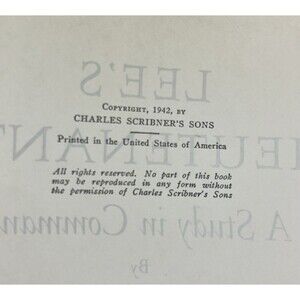 COPYRIGHT, 1942, BY
CHARLES SCRIBNER'S SONS
Printed in the United States of America
All rights reserved. No part of this book
may be reproduced in any form without
the permission of Charles Scribner's Sons
LEE'S
IEUTENANT
A Study in Comman
By